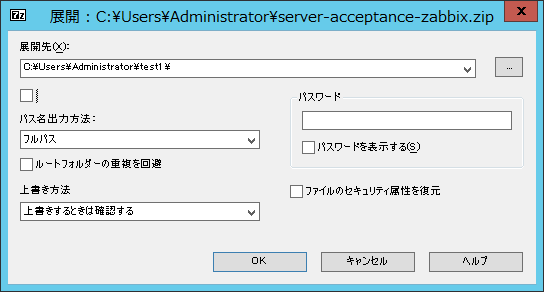 7z 展開 : C:¥Users¥Administrator¥server-acceptance-zabbix.zip x
展開先(X):
C:¥Users¥Administrator¥test1¥
...
パスワード
パス名出力方法:
フルパス
パスワードを表示する(S)
ルートフォルダーの重複を回避
上書き方法
ファイルのセキュリティ属性を復元
上書きするときは確認する
OK キャンセル ヘルプ